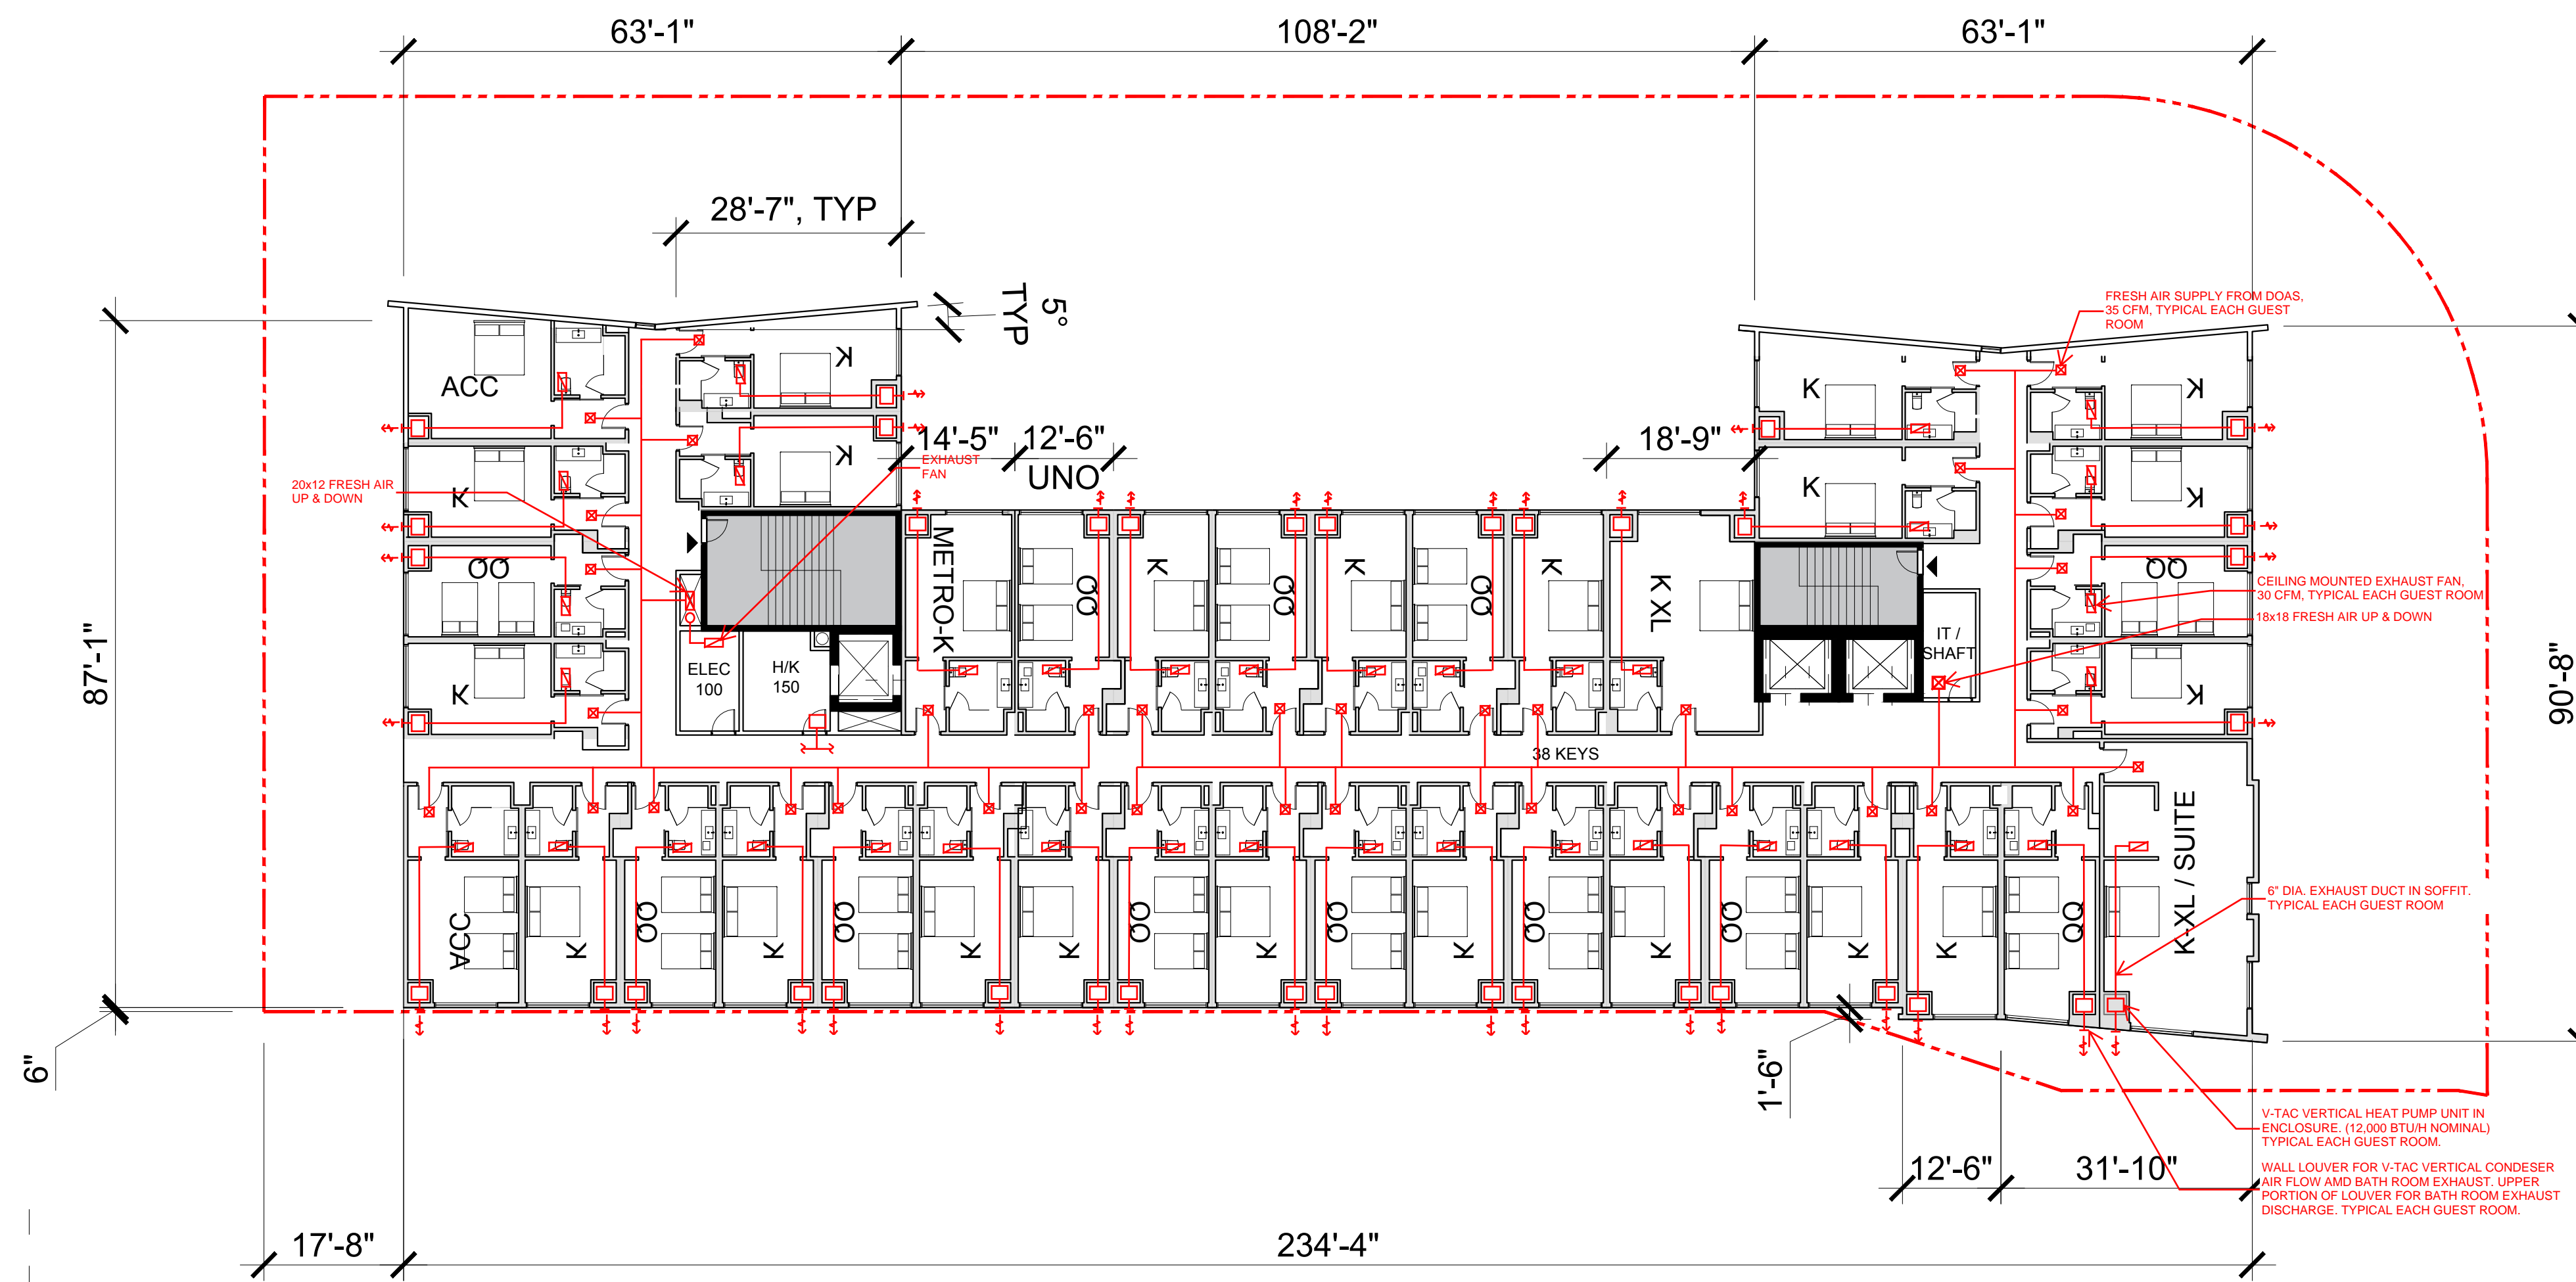 63'-1"
108'-2"
63'-1"
28'-7", TYP
5°
TYP
FRESH AIR SUPPLY FROM DOAS,
35 CFM, TYPICAL EACH GUEST
ROOM
ACC
K
K
K
14'-5"
12'-6"
UNO
18'-9"
EXHAUST
FAN
20x12 FRESH AIR
UP & DOWN
K
K
K
K
QQ
METRO-K
QQ
K
QQ
K
QQ
K
K XL
QQ
CEILING MOUNTED EXHAUST FAN,
30 CFM, TYPICAL EACH GUEST ROOM
18x18 FRESH AIR UP & DOWN
IT /
SHAFT
ELEC
100
H/K
150
K
K
87'-1"
90'-8"
38 KEYS
ACC
K
QQ
K
QQ
K
K
QQ
K
QQ
K
QQ
K
QQ
K
K
QQ
K-XL / SUITE
6" DIA. EXHAUST DUCT IN SOFFIT.
TYPICAL EACH GUEST ROOM
6"
1'-6"
V-TAC VERTICAL HEAT PUMP UNIT IN
ENCLOSURE. (12,000 BTU/H NOMINAL)
TYPICAL EACH GUEST ROOM.
12'-6"
31'-10"
WALL LOUVER FOR V-TAC VERTICAL CONDESER
AIR FLOW AMD BATH ROOM EXHAUST. UPPER
PORTION OF LOUVER FOR BATH ROOM EXHAUST
DISCHARGE. TYPICAL EACH GUEST ROOM.
17'-8"
234'-4"